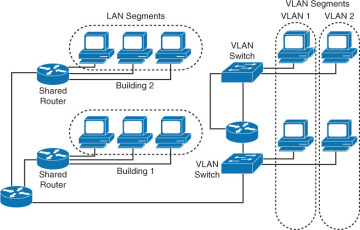 LAN Segments
VLAN Segments
VLAN 1 VLAN 2
VLAN
Switch
Shared
Router
Building 2
Shared
Router
Building 1
VLAN
Switch